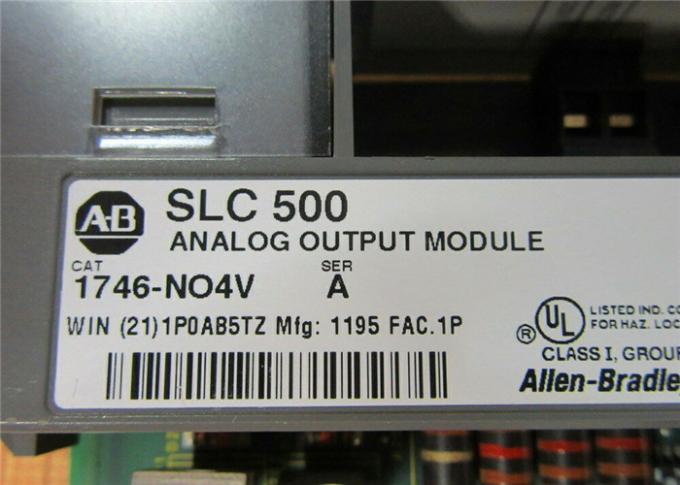 A-B
SLC 500
ANALOG OUTPUT MODULE
CAT SER
1746-NO4V A
WIN (21)1P0AB5TZ Mfg: 1195 FAC.1P
UL
®
LISTED IND. CO
FOR HAZ. LOC
CLASS I, GROUP
Allen-Bradley